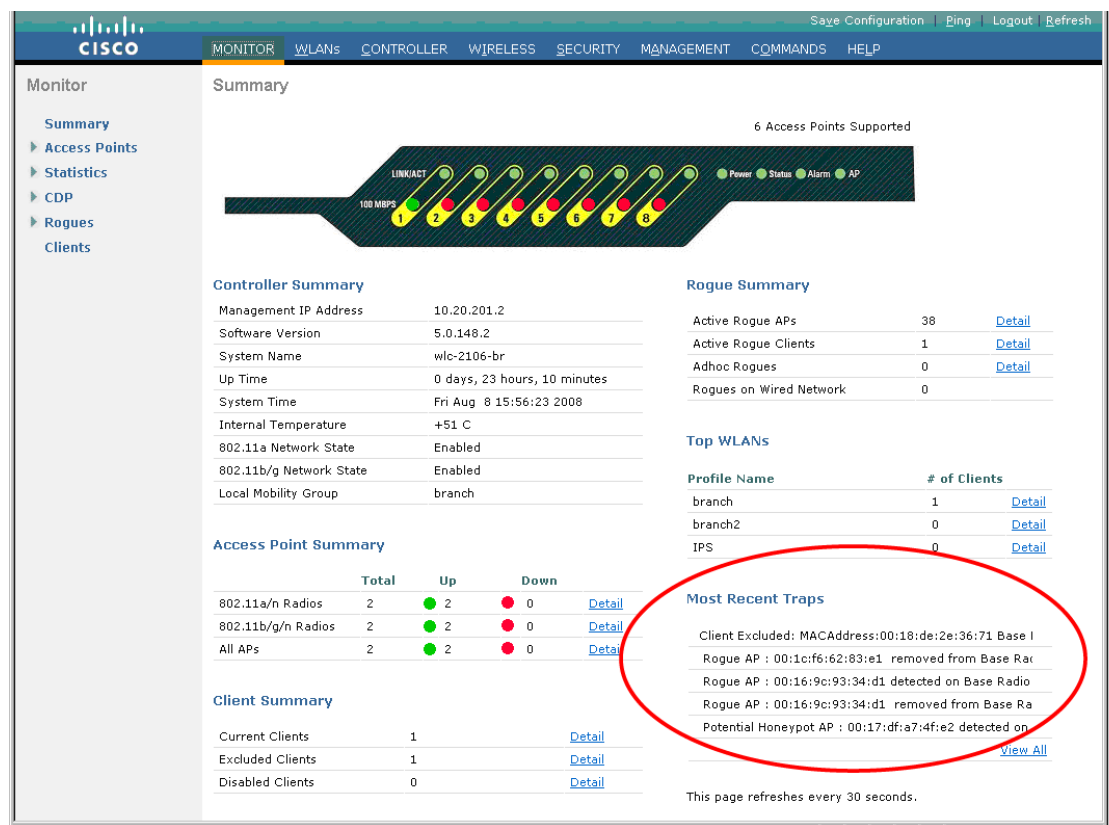 Save Configuration | Ping | Logout | Refresh
CISCO
MONITOR WLANs CONTROLLER WIRELESS SECURITY MANAGEMENT COMMANDS HELP
Monitor
Summary
Access Points
Statistics
CDP
Rogues
Clients
Summary
6 Access Points Supported
LINK/ACT
100 MBPS
1 2 3 4 5 6 7 8
Power Status Alarm AP
Controller Summary
Management IP Address 10.20.201.2
Software Version 5.0.148.2
System Name wlc-2106-br
Up Time 0 days, 23 hours, 10 minutes
System Time Fri Aug 8 15:56:23 2008
Internal Temperature +51 C
802.11a Network State Enabled
802.11b/g Network State Enabled
Local Mobility Group branch
Access Point Summary
Total Up Down
802.11a/n Radios 2 2 0 Detail
802.11b/g/n Radios 2 2 0 Detail
All APs 2 2 0 Detail
Client Summary
Current Clients 1 Detail
Excluded Clients 1 Detail
Disabled Clients 0 Detail
Rogue Summary
Active Rogue APs 38 Detail
Active Rogue Clients 1 Detail
Adhoc Rogues 0 Detail
Rogues on Wired Network 0
Top WLANs
Profile Name # of Clients
branch 1 Detail
branch2 0 Detail
IPS 0 Detail
Most Recent Traps
Client Excluded: MACAddress:00:18:de:2e:36:71 Base
Rogue AP : 00:1c:f6:62:83:e1 removed from Base Rac
Rogue AP : 00:16:9c:93:34:d1 detected on Base Radio
Rogue AP : 00:16:9c:93:34:d1 removed from Base Ra
Potential Honeypot AP : 00:17:df:a7:4f:e2 detected on
View All
This page refreshes every 30 seconds.